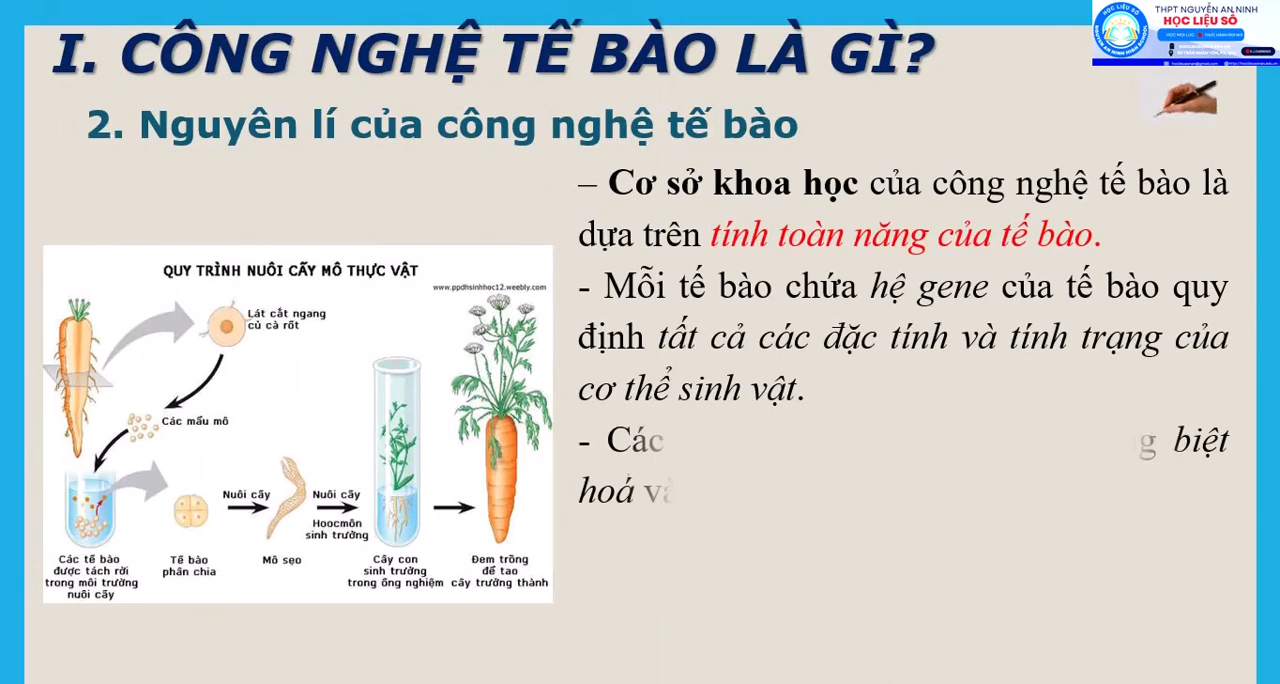 I. CÔNG NGHỆ TẾ BÀO LÀ GÌ?
THPT NGUYỄN AN NINH
HỌC LIỆU SỐ
2. Nguyên lí của công nghệ tế bào
– Cơ sở khoa học của công nghệ tế bào là
dựa trên tính toàn năng của tế bào.
- Mỗi tế bào chứa hệ gene của tế bào quy
định tất cả các đặc tính và tính trạng của
cơ thể sinh vật.
- Các biệt
hoá và
QUY TRÌNH NUÔI CẤY MÔ THỰC VẬT
www.ppdhsinhhoc12.weebly.com
Lát cắt ngang
củ cà rốt
Các mẩu mô
Nuôi cấy
Nuôi cấy
Hoocmôn
sinh trưởng
Các tế bào
được tách rời
trong môi trường
nuôi cấy
Tế bào
phân chia
Mô sẹo
Cây con
sinh trưởng
trong ống nghiệm
Đem trồng
để tạo
cây trưởng thành